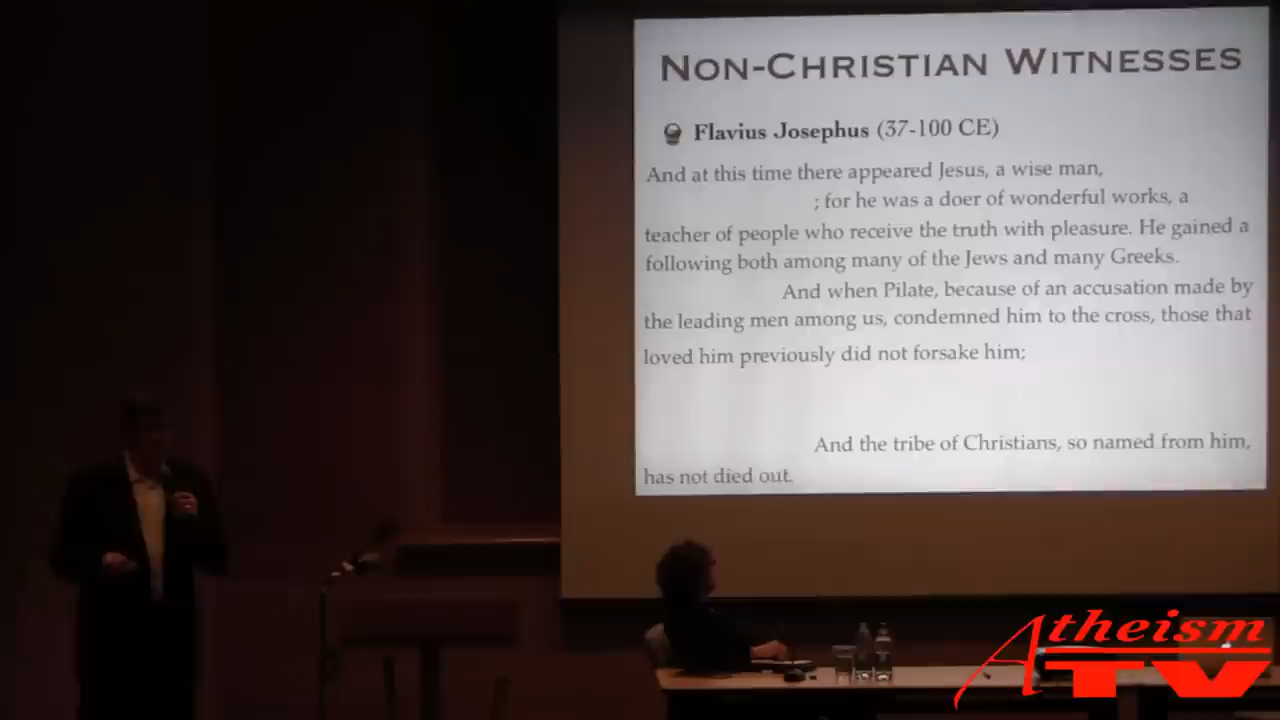 NON-CHRISTIAN WITNESSES
Flavius Josephus (37-100 CE)
And at this time there appeared Jesus, a wise man,
; for he was a doer of wonderful works, a
teacher of people who receive the truth with pleasure. He gained a
following both among many of the Jews and many Greeks.
And when Pilate, because of an accusation made by
the leading men among us, condemned him to the cross, those that
loved him previously did not forsake him;
And the tribe of Christians, so named from him,
has not died out.
Atheism
TV